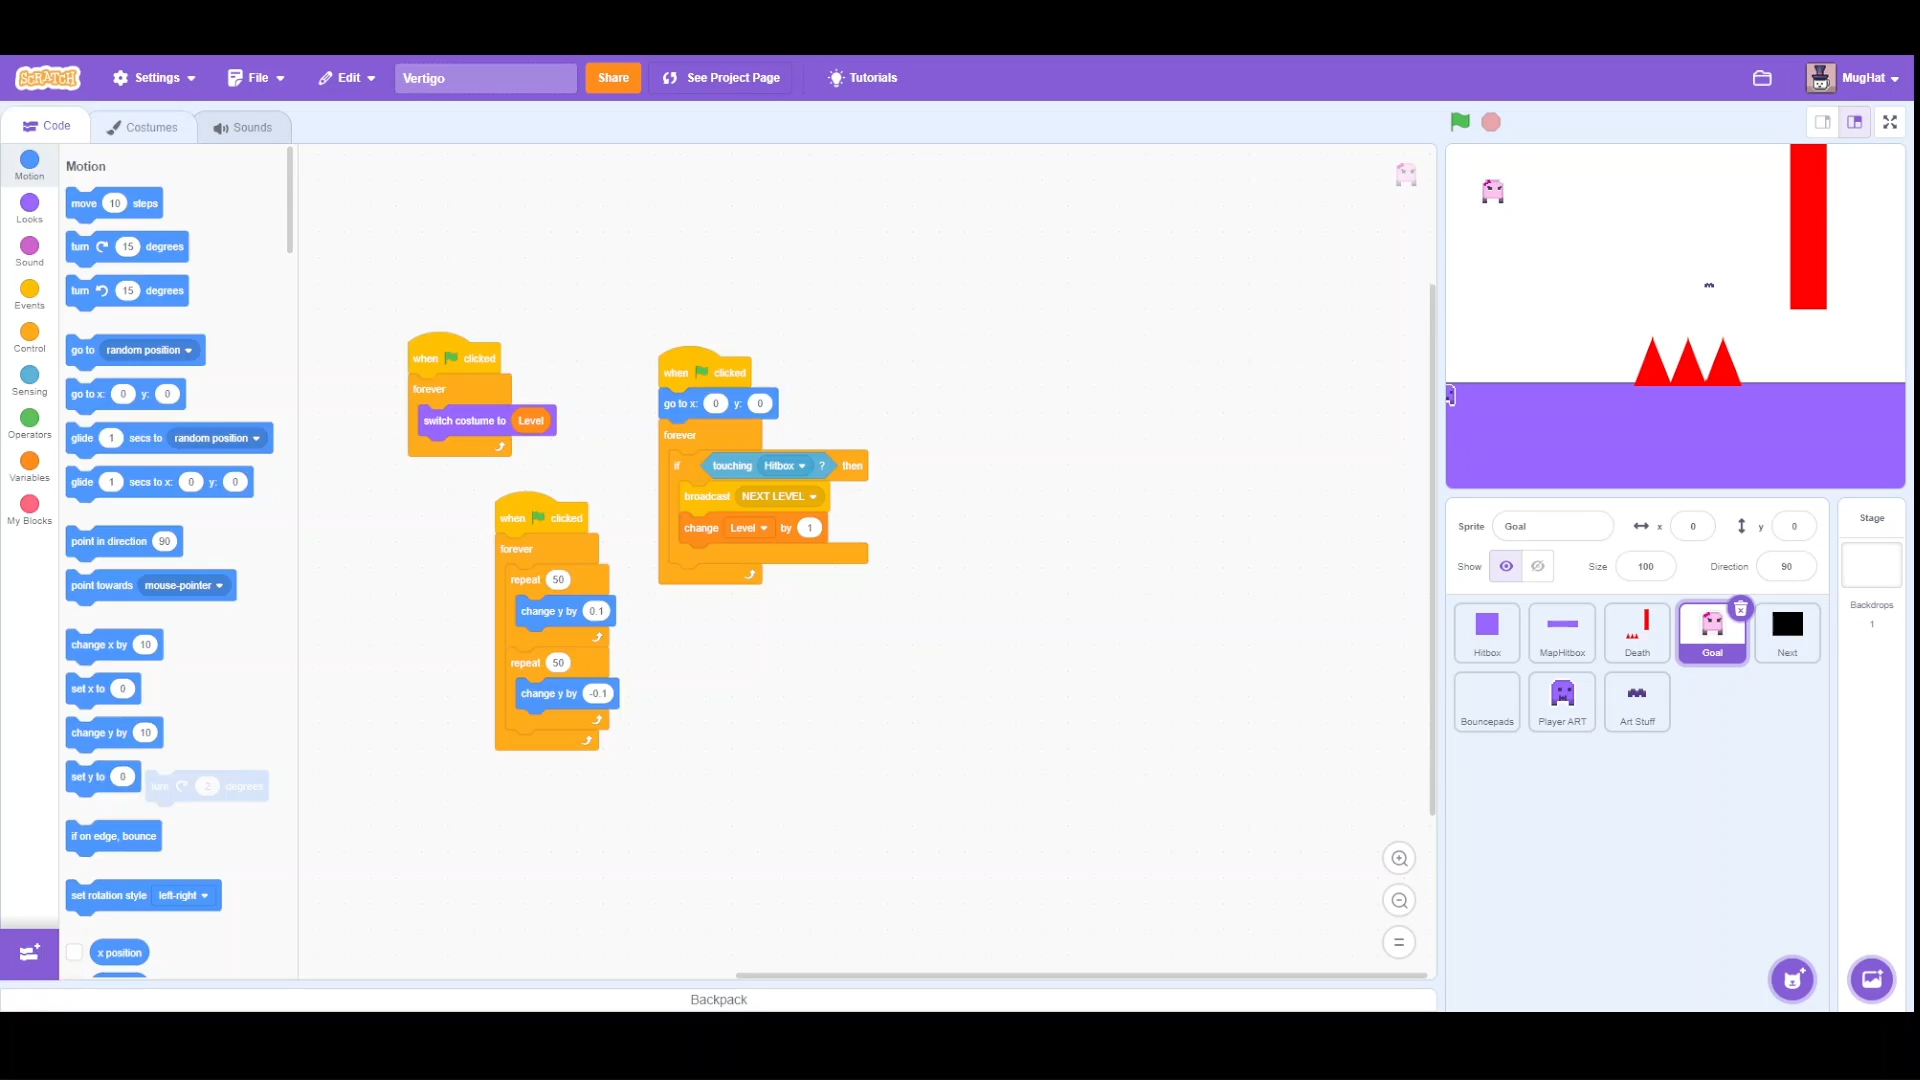 SCRATCH
Settings
File
Edit
Vertigo
Share
See Project Page
Tutorials
MugHat
Code
Costumes
Sounds
Motion
Looks
Sound
Events
Control
Sensing
Operators
Variables
My Blocks
Motion
move 10 steps
turn 15 degrees
turn 15 degrees
go to random position
go to x: 0 y: 0
glide 1 secs to random position
glide 1 secs to x: 0 y: 0
point in direction 90
point towards mouse-pointer
change x by 10
set x to 0
change y by 10
set y to 0
turn 2 degrees
if on edge, bounce
set rotation style left-right
x position
when clicked
forever
switch costume to Level
when clicked
forever
repeat 50
change y by 0.1
repeat 50
change y by -0.1
when clicked
go to x: 0 y: 0
forever
if touching Hitbox ? then
broadcast NEXT LEVEL
change Level by 1
Sprite Goal x 0 y 0
Show Size 100 Direction 90
Hitbox
MapHitbox
Death
Goal
Next
Bouncepads
Player ART
Art Stuff
Stage
Backdrops
1
Backpack